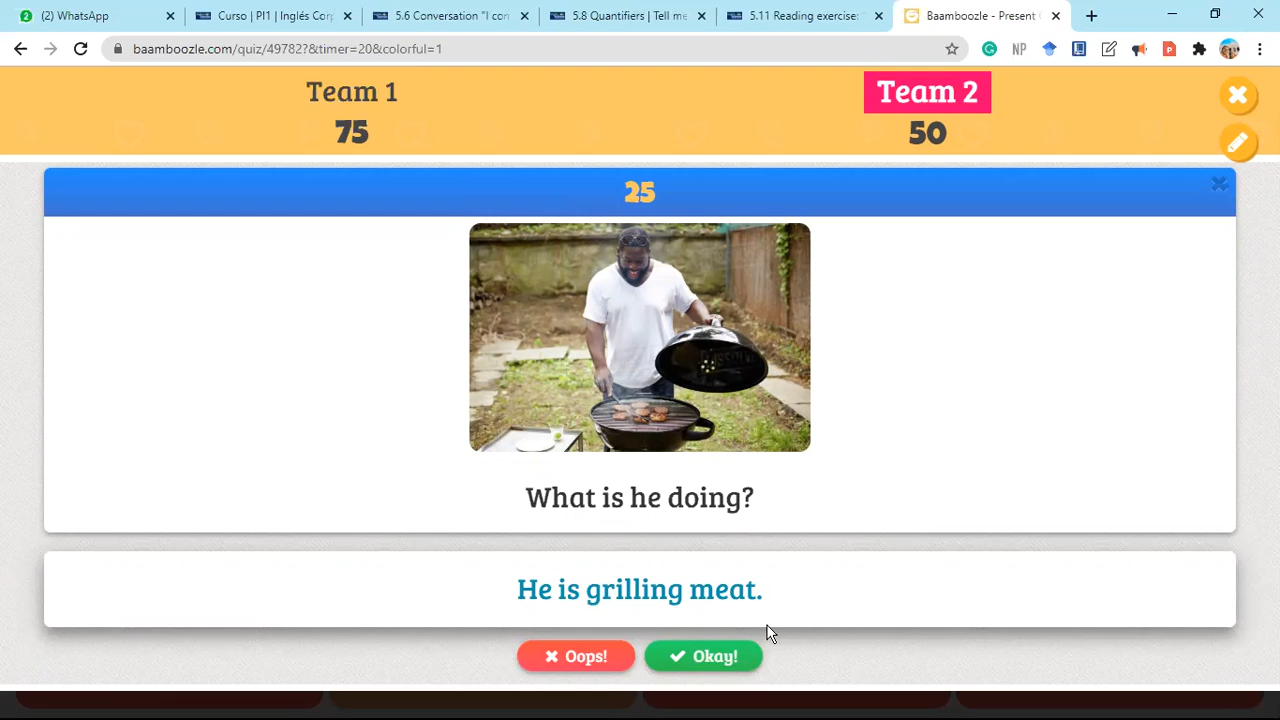 (2) WhatsApp
Curso | PI1 | Inglés Corp
5.6 Conversation "I con
5.8 Quantifiers | Tell me
5.11 Reading exercise:
Baamboozle - Present C
baamboozle.com/quiz/49782?&timer=20&colorful=1
NP
Team 1
Team 2
75
50
25
What is he doing?
He is grilling meat.
Oops!
Okay!